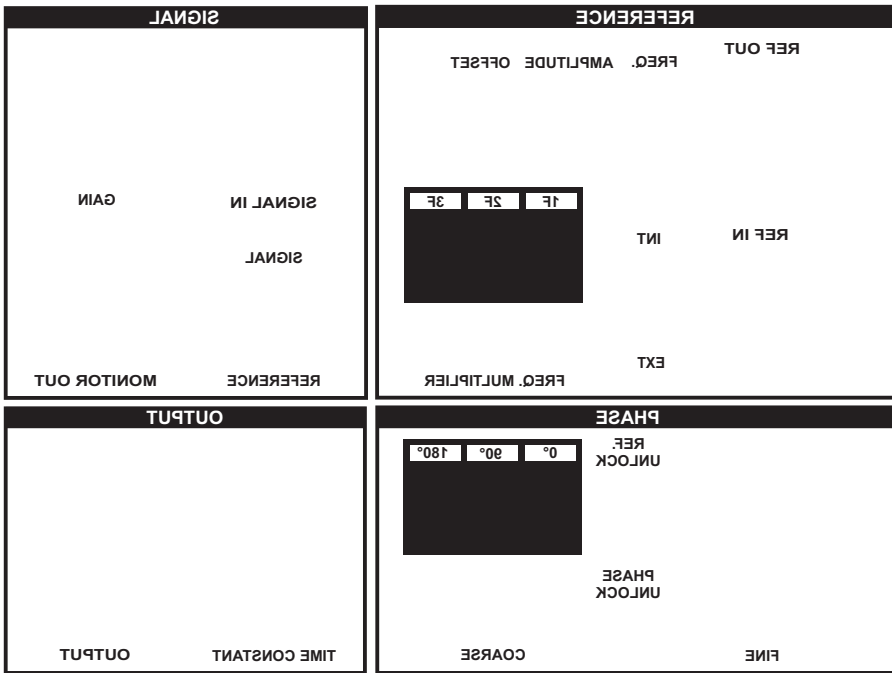 REFERENCE
REF OUT
FREQ. AMPLITUDE OFFSET
1F 2F 3F
REF IN
INT
EXT
FREQ. MULTIPLIER
SIGNAL
SIGNAL IN
GAIN
SIGNAL
REFERENCE
MONITOR OUT
PHASE
REF.
UNLOCK
0° 90° 180°
PHASE
UNLOCK
FINE
COARSE
OUTPUT
TIME CONSTANT
OUTPUT